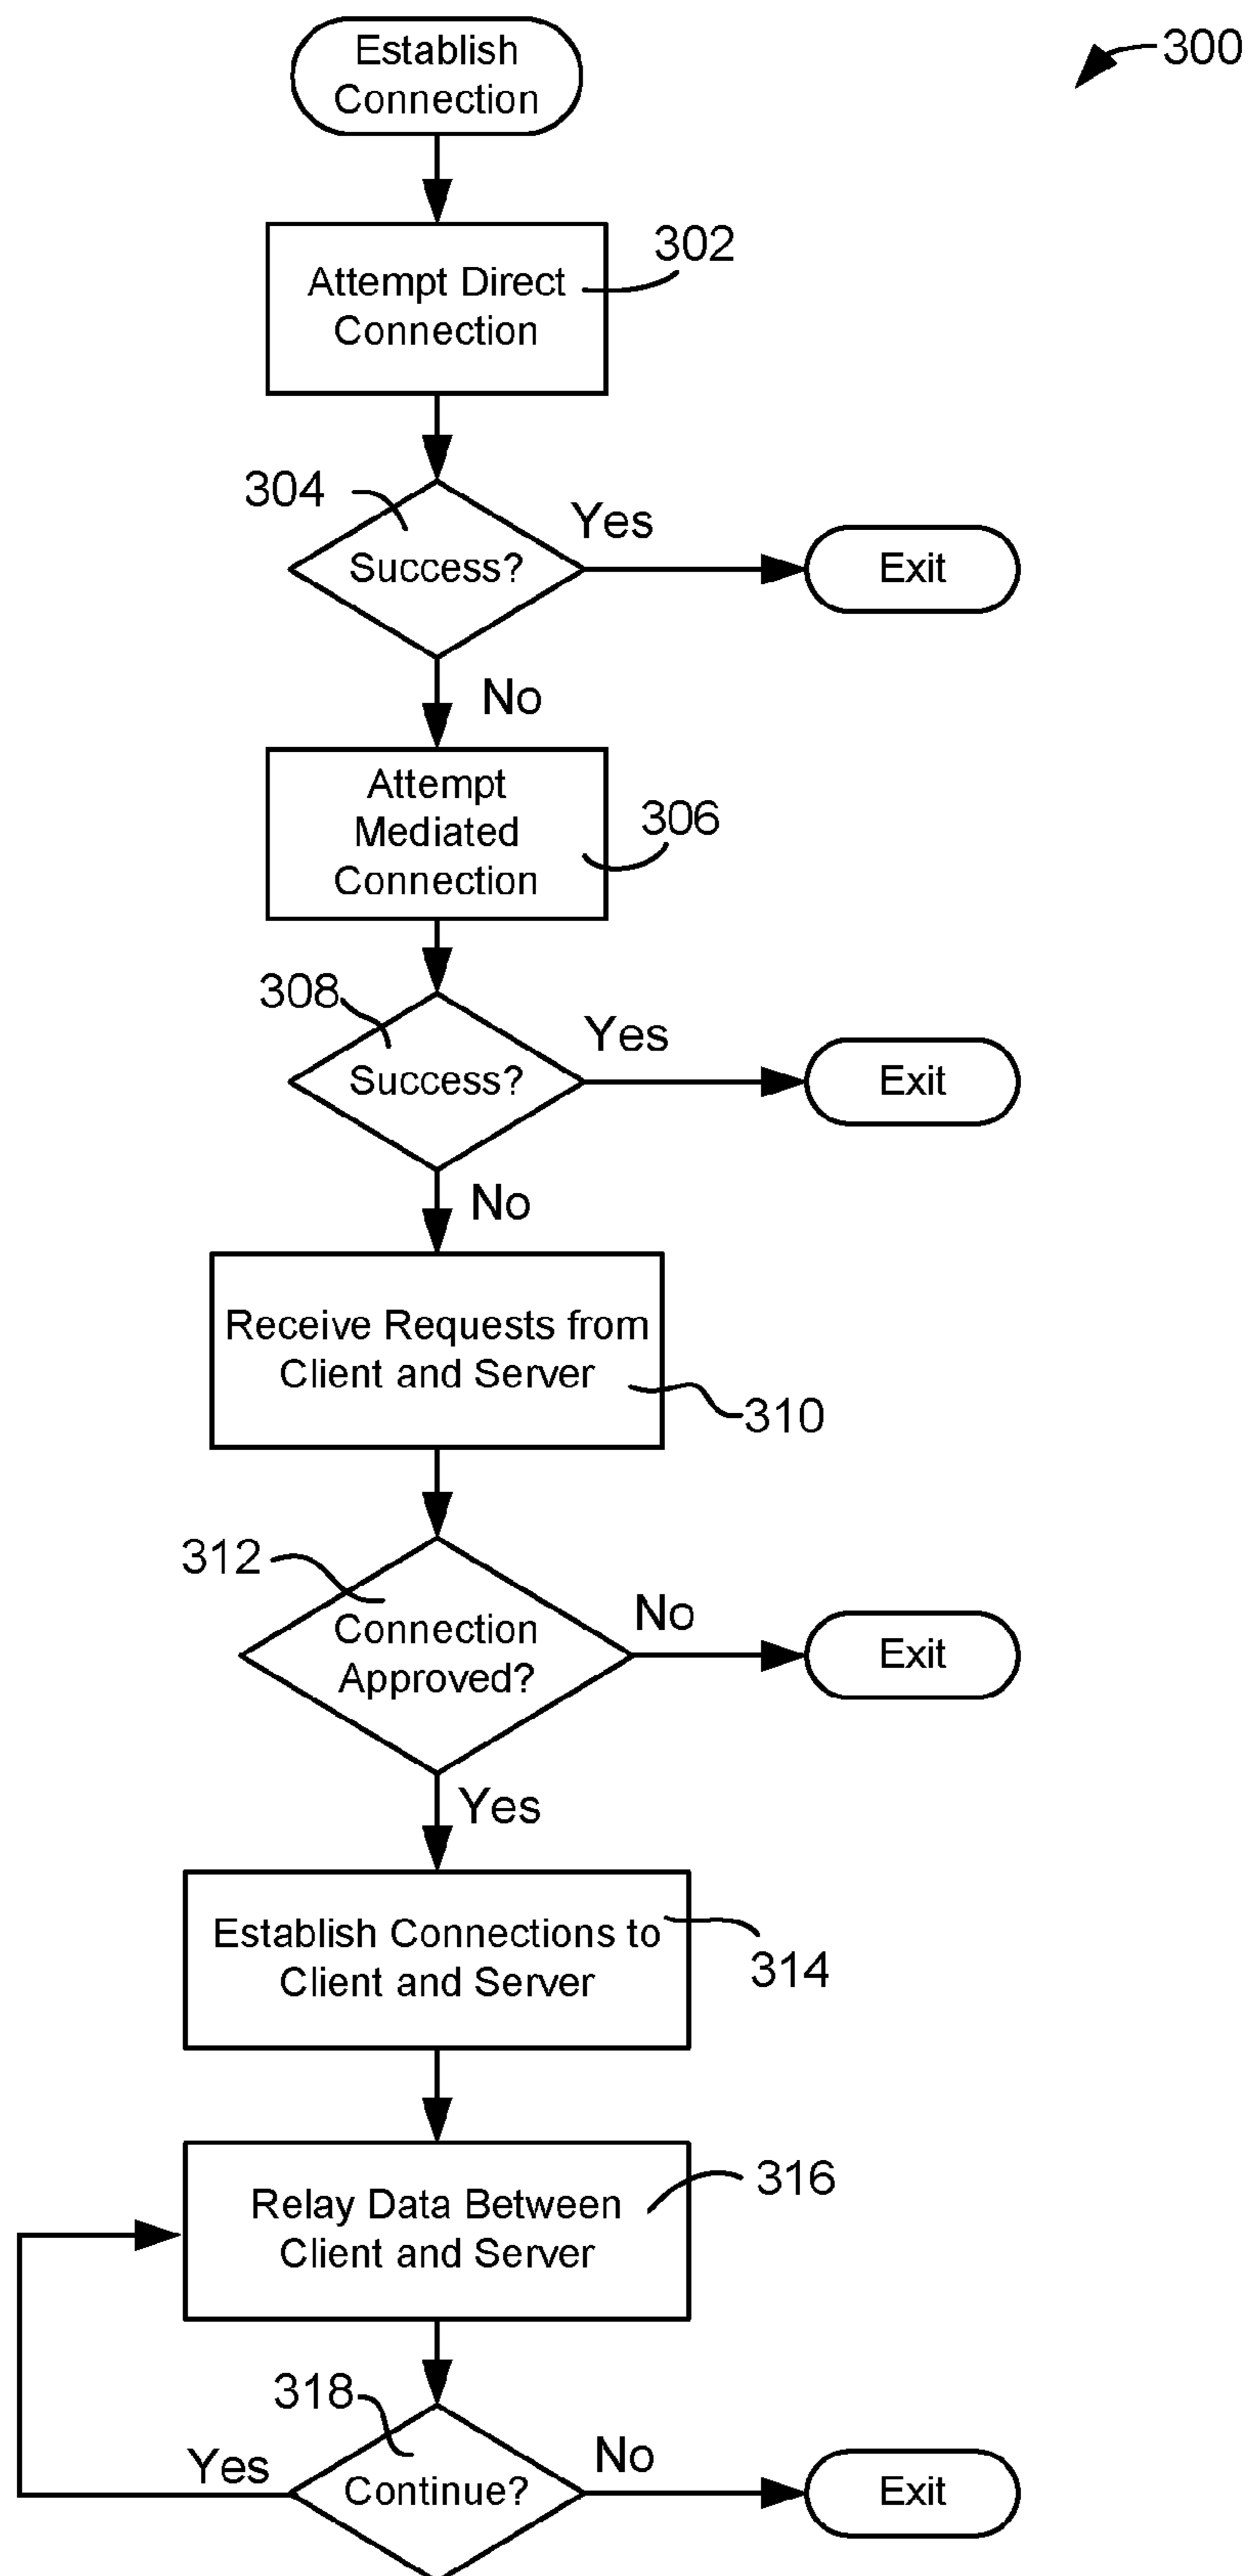 Establish
Connection
300
302
Attempt Direct
Connection
304
Yes
Success?
Exit
No
Attempt
Mediated
Connection
306
308
Yes
Success?
Exit
No
Receive Requests from
Client and Server
310
312
No
Connection
Approved?
Exit
Yes
Establish Connections to
Client and Server
314
316
Relay Data Between
Client and Server
318
Yes
No
Continue?
Exit